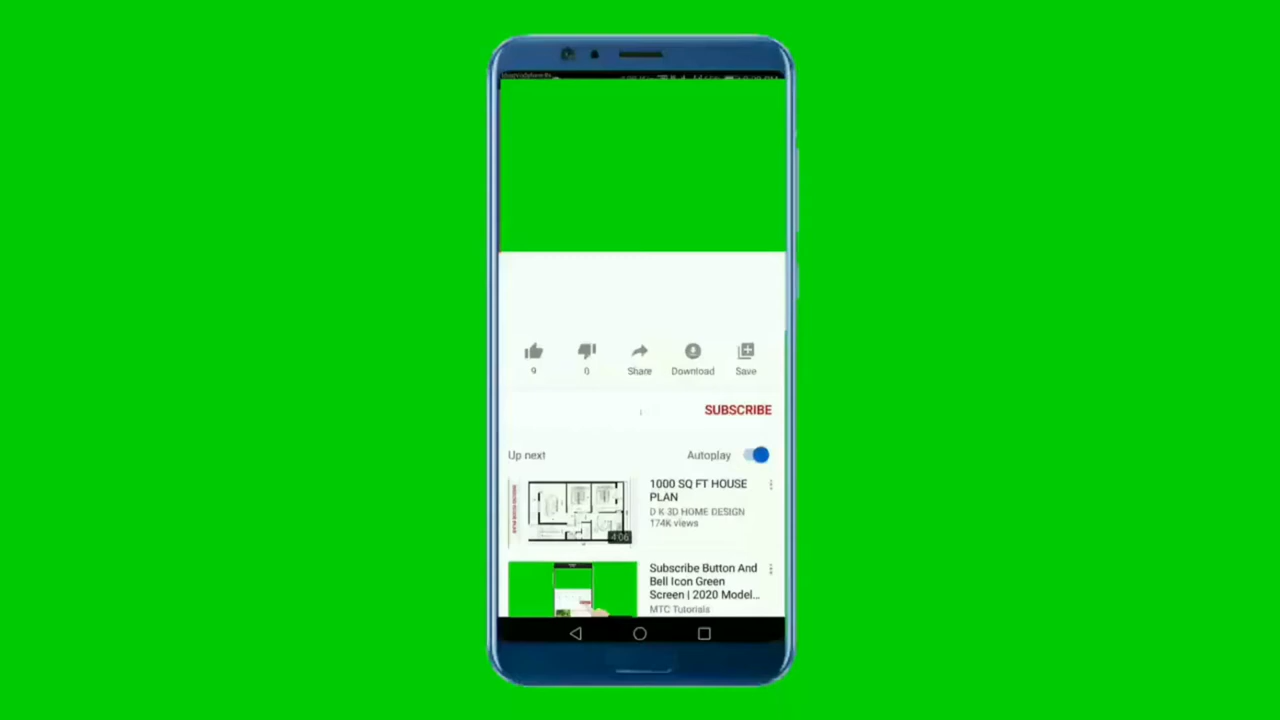 9
0
Share
Download
Save
SUBSCRIBE
Up next
Autoplay
1000 SQ FT HOUSE
PLAN
D K 3D HOME DESIGN
174K views
4:06
Subscribe Button And
Bell Icon Green
Screen | 2020 Model...
MTC Tutorials